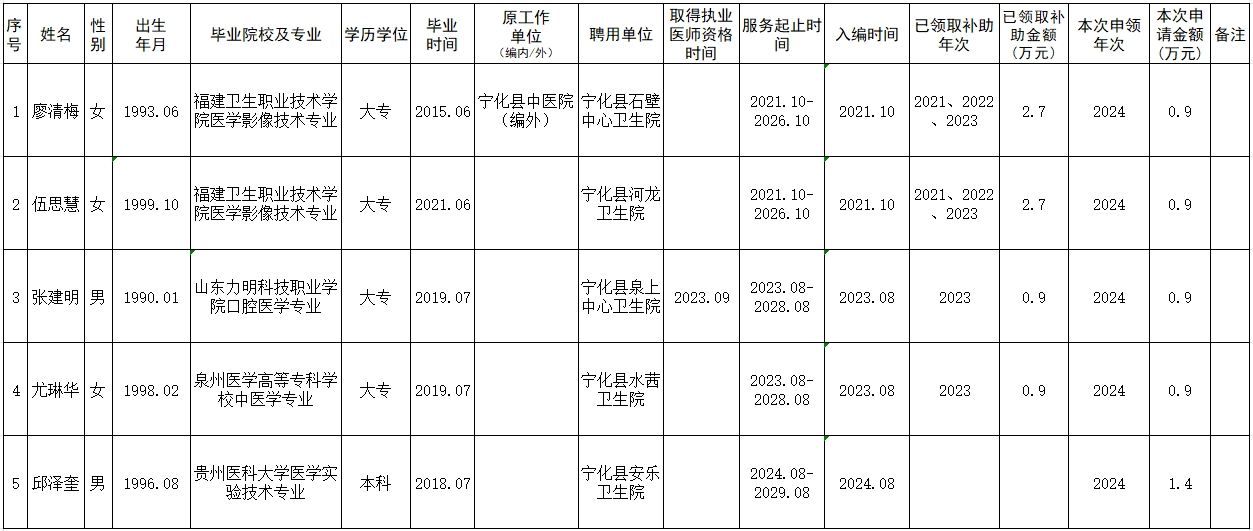 序号 姓名 性别 出生年月 毕业院校及专业 学历学位 毕业时间 原工作单位（编内/外） 聘用单位 取得执业医师资格时间 服务起止时间 入编时间 已领取补助年次 已领取补助金额（万元） 本次申领年次 本次申请金额（万元） 备注
1 廖清梅 女 1993.06 福建卫生职业技术学院医学影像技术专业 大专 2015.06 宁化县中医院（编外） 宁化县石壁中心卫生院 2021.10-2026.10 2021.10 2021、2022、2023 2.7 2024 0.9
2 伍思慧 女 1999.10 福建卫生职业技术学院医学影像技术专业 大专 2021.06 宁化县河龙卫生院 2021.10-2026.10 2021.10 2021、2022、2023 2.7 2024 0.9
3 张建明 男 1990.01 山东力明科技职业学院口腔医学专业 大专 2019.07 宁化县泉上中心卫生院 2023.09 2023.08-2028.08 2023.08 2023 0.9 2024 0.9
4 尤琳华 女 1998.02 泉州医学高等专科学校中医学专业 大专 2019.07 宁化县水茜卫生院 2023.08-2028.08 2023.08 2023 0.9 2024 0.9
5 邱泽奎 男 1996.08 贵州医科大学医学实验技术专业 本科 2018.07 宁化县安乐卫生院 2024.08-2029.08 2024.08 2024 1.4